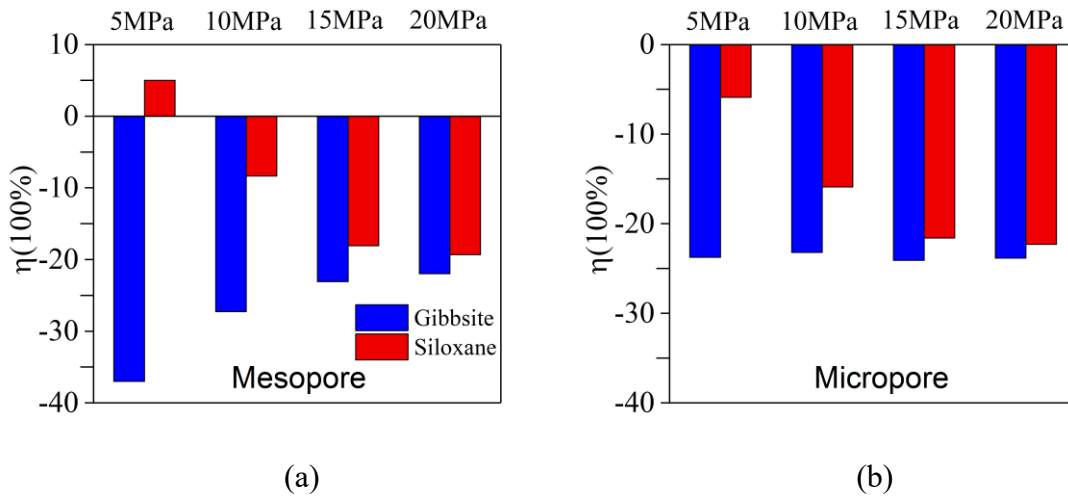 5MPa 10MPa 15MPa 20MPa
10
0
-10
-20
-30
-40
η(100%)
Gibbsite
Siloxane
Mesopore
(a)
5MPa 10MPa 15MPa 20MPa
0
-10
-20
-30
-40
η(100%)
Micropore
(b)